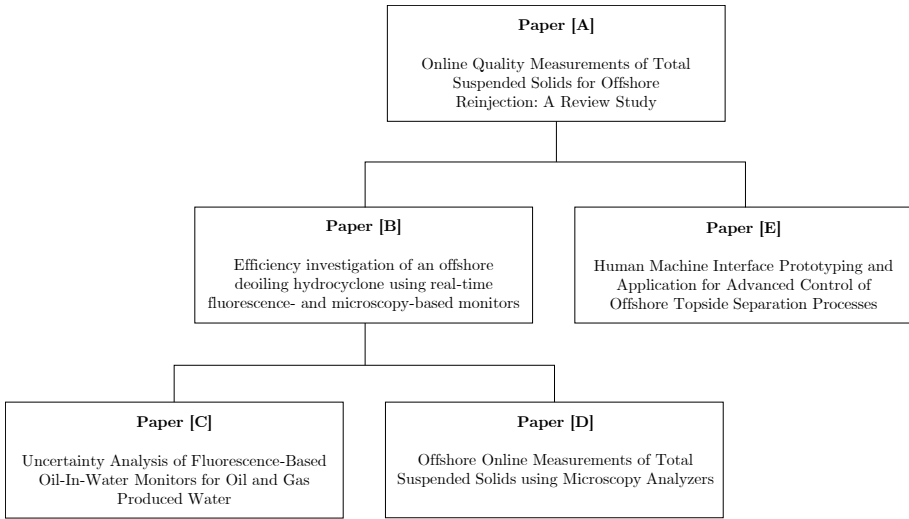 Paper [A]
Online Quality Measurements of Total
Suspended Solids for Offshore
Reinjection: A Review Study
Paper [B]
Efficiency investigation of an offshore
deoiling hydrocyclone using real-time
fluorescence- and microscopy-based monitors
Paper [E]
Human Machine Interface Prototyping and
Application for Advanced Control of
Offshore Topside Separation Processes
Paper [C]
Uncertainty Analysis of Fluorescence-Based
Oil-In-Water Monitors for Oil and Gas
Produced Water
Paper [D]
Offshore Online Measurements of Total
Suspended Solids using Microscopy Analyzers